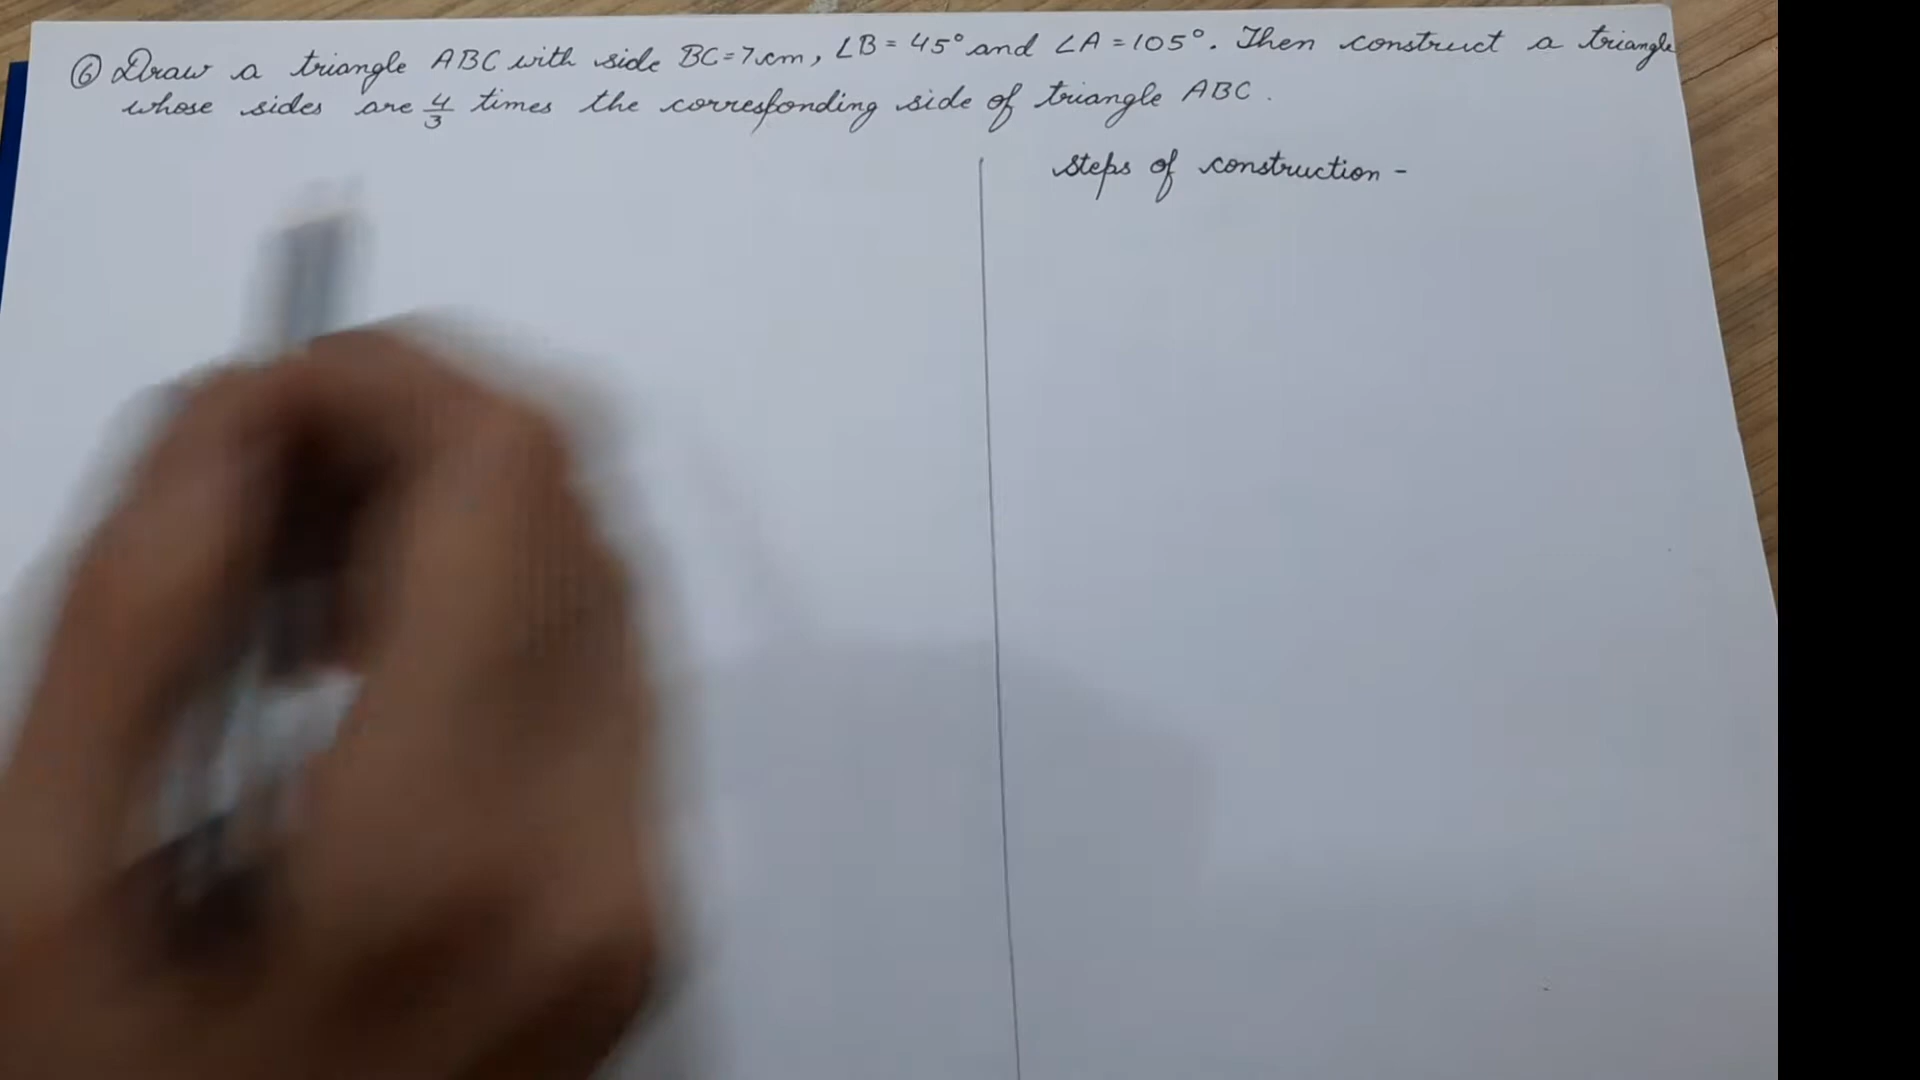 ⑥ Draw a triangle ABC with side BC=7cm, ∠B = 45° and ∠A = 105°. Then construct a triangle
whose sides are 4/3 times the corresponding side of triangle ABC.
steps of construction -